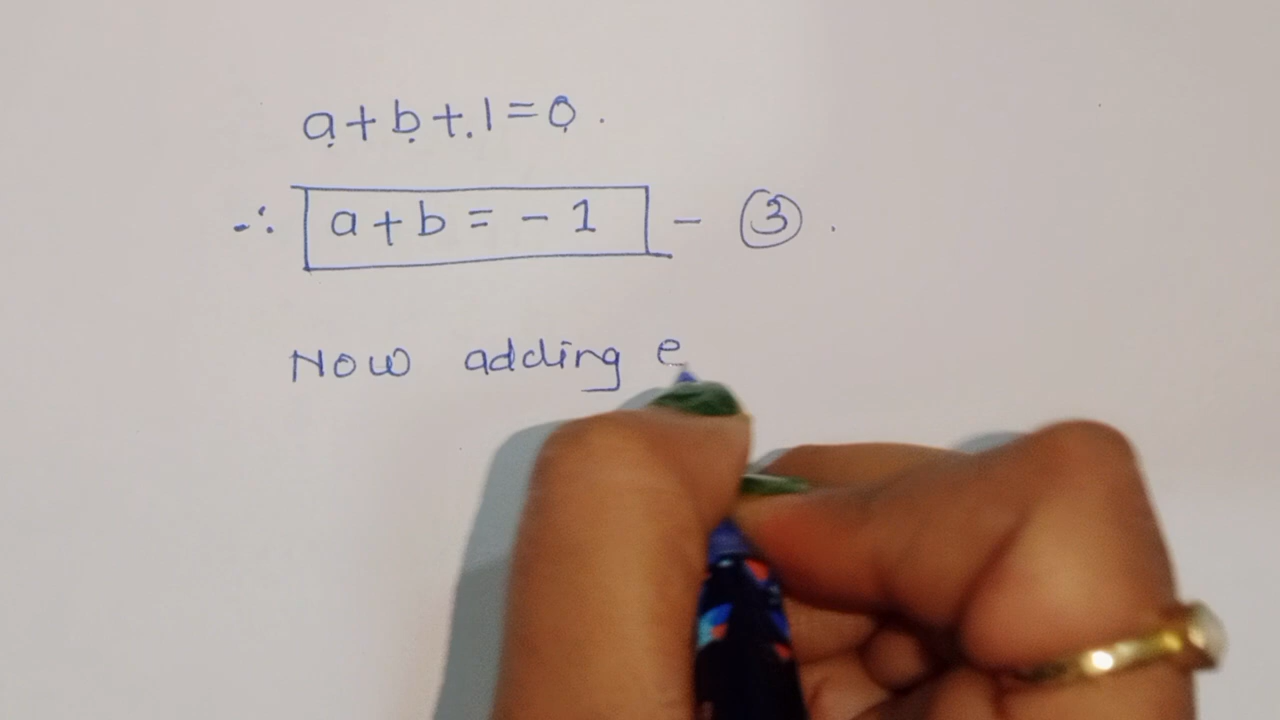 a+b+1=0.
∴ a+b = -1 - ③.
Now adding e